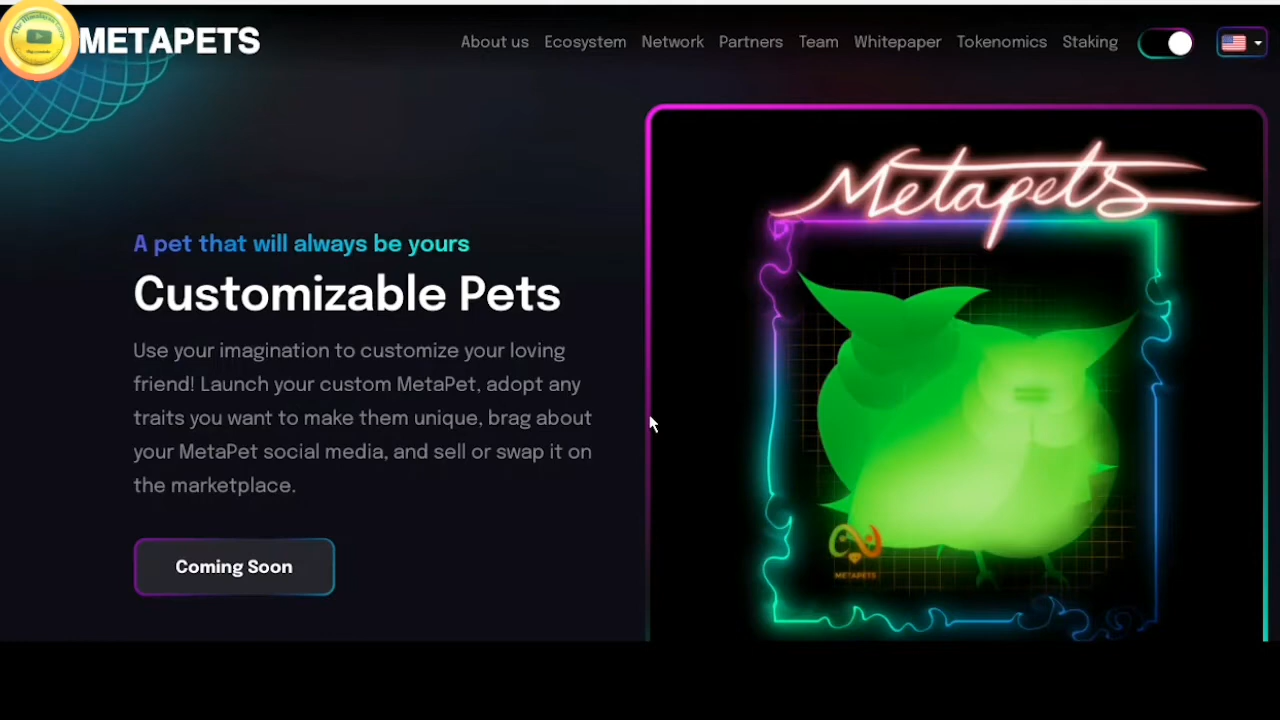 METAPETS
About us Ecosystem Network Partners Team Whitepaper Tokenomics Staking
Metapets
A pet that will always be yours
Customizable Pets
Use your imagination to customize your loving
friend! Launch your custom MetaPet, adopt any
traits you want to make them unique, brag about
your MetaPet social media, and sell or swap it on
the marketplace.
Coming Soon
METAPETS